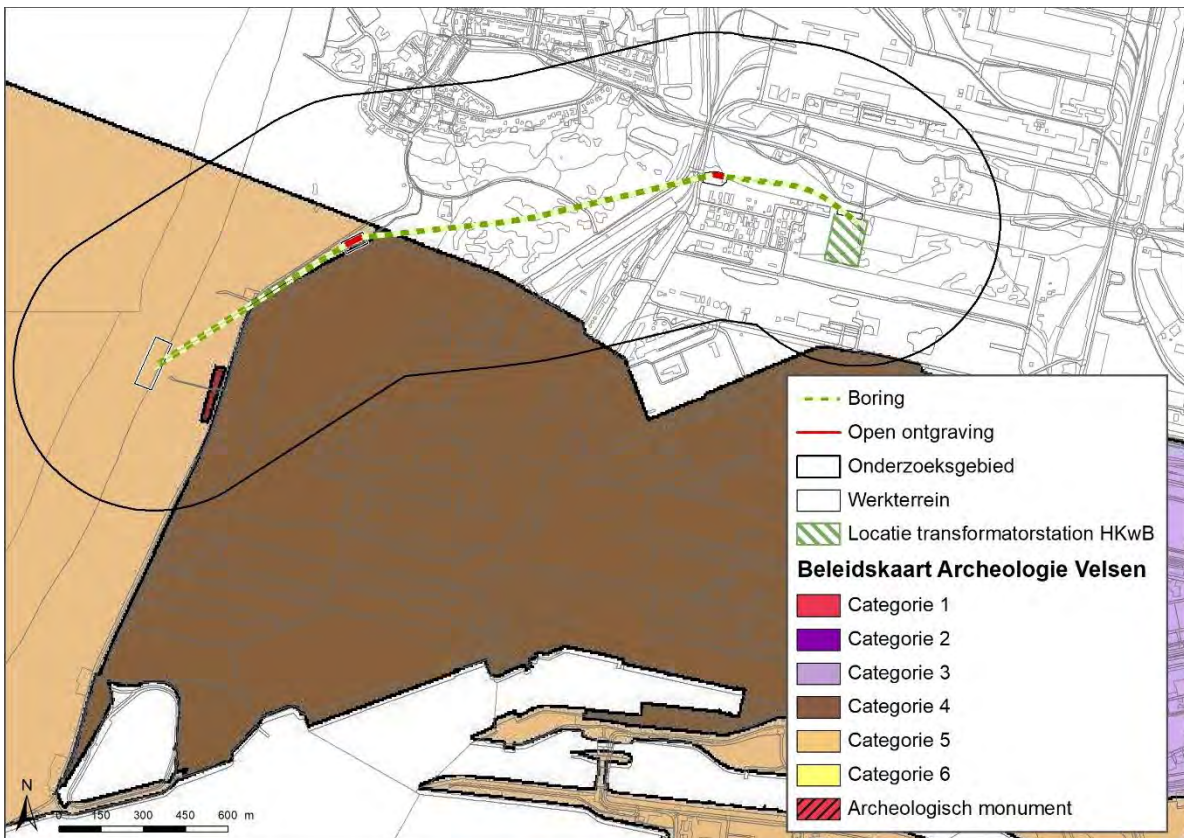 Boring
Open ontgraving
Onderzoeksgebied
Werkterrein
Locatie transformatorstation HKwB
Beleidskaart Archeologie Velsen
Categorie 1
Categorie 2
Categorie 3
Categorie 4
Categorie 5
Categorie 6
Archeologisch monument
N
0 150 300 450 600 m